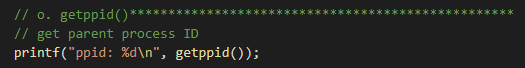 // o. getppid()**************************************************
// get parent process ID
printf("ppid: %d\n", getppid());